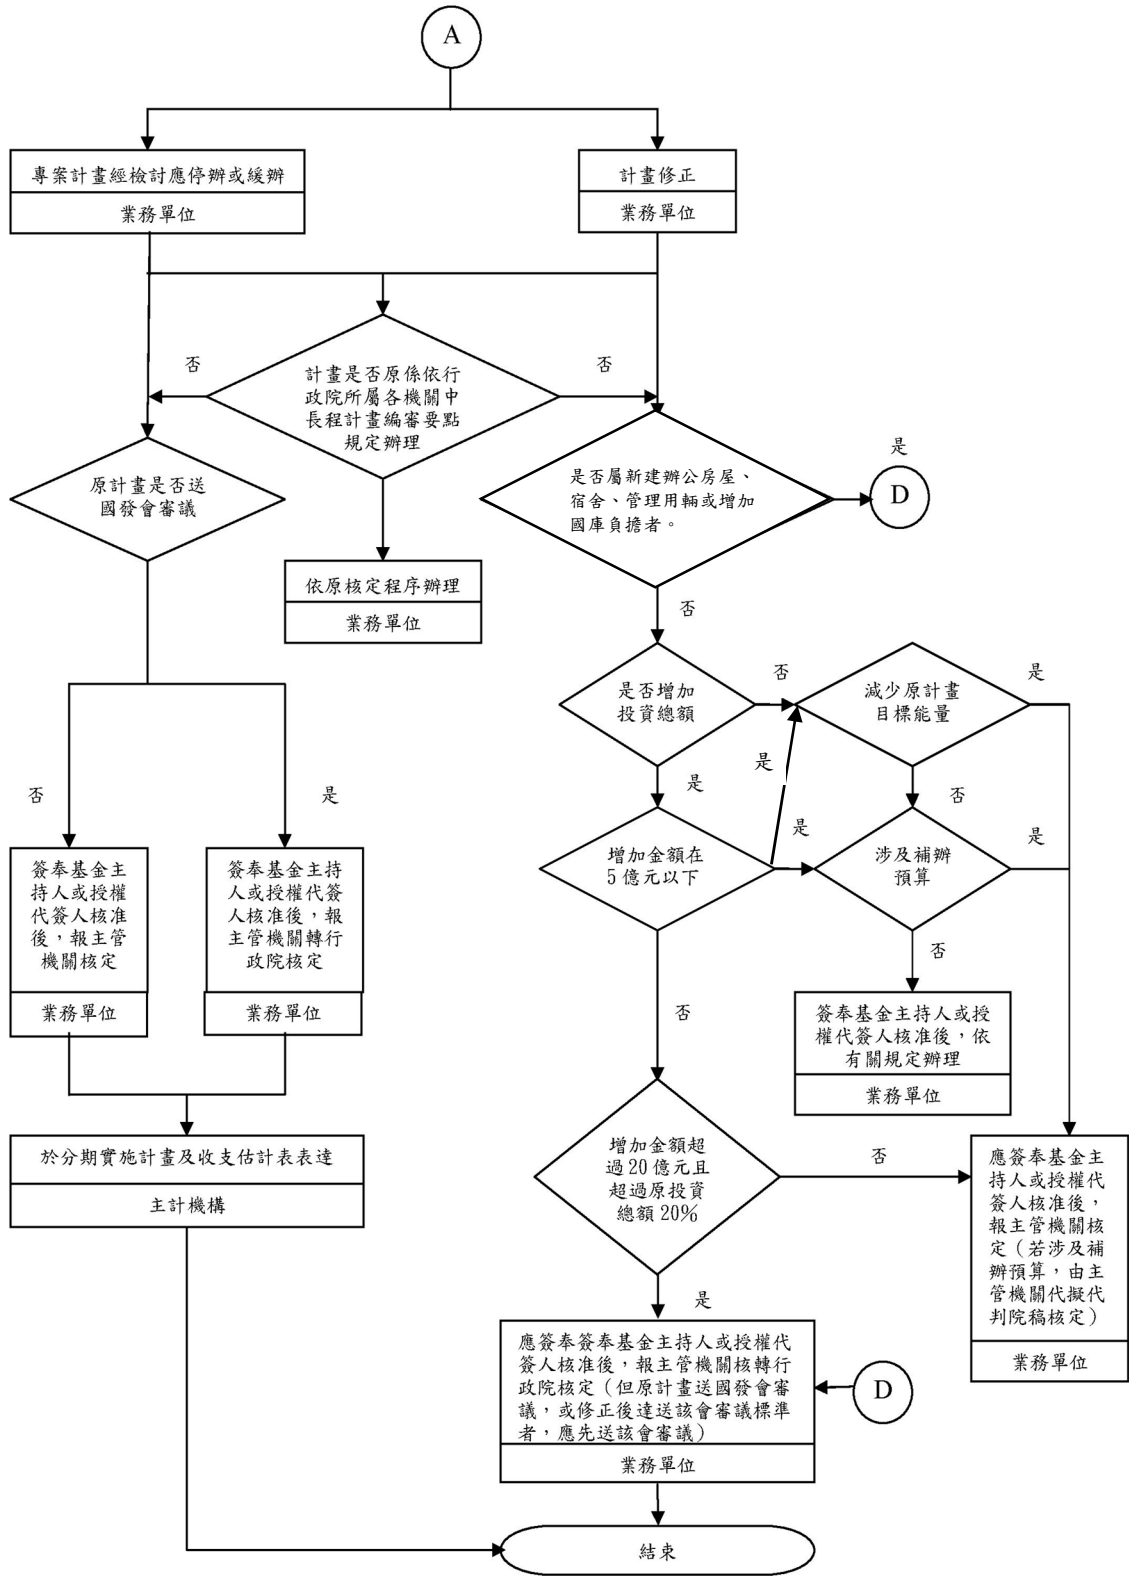 A
專案計畫經檢討應停辦或緩辦
業務單位
計畫修正
業務單位
否
計畫是否原係依行
政院所屬各機關中
長程計畫編審要點
規定辦理
否
原計畫是否送
國發會審議
是否屬新建辦公房屋、
宿舍、管理用輛或增加
國庫負擔者。
是
D
依原核定程序辦理
業務單位
否
是否增加
投資總額
否
減少原計畫
目標能量
是
是
是
否
增加金額在
5億元以下
是
涉及補辦
預算
是
否
是
簽奉基金主
持人或授權
代簽人核准
後，報主管
機關核定
業務單位
簽奉基金主持
人或授權代簽
人核准後，報
主管機關轉行
政院核定
業務單位
否
否
簽奉基金主持人或授
權代簽人核准後，依
有關規定辦理
業務單位
於分期實施計畫及收支估計表表達
主計機構
增加金額超
過20億元且
超過原投資
總額20%
否
應簽奉基金主
持人或授權代
簽人核准後，
報主管機關核
定（若涉及補
辦預算，由主
管機關代擬代
判院稿核定）
業務單位
是
應簽奉簽奉基金主持人或授權代
簽人核准後，報主管機關核轉行
政院核定（但原計畫送國發會審
議，或修正後達送該會審議標準
者，應先送該會審議）
業務單位
D
結束